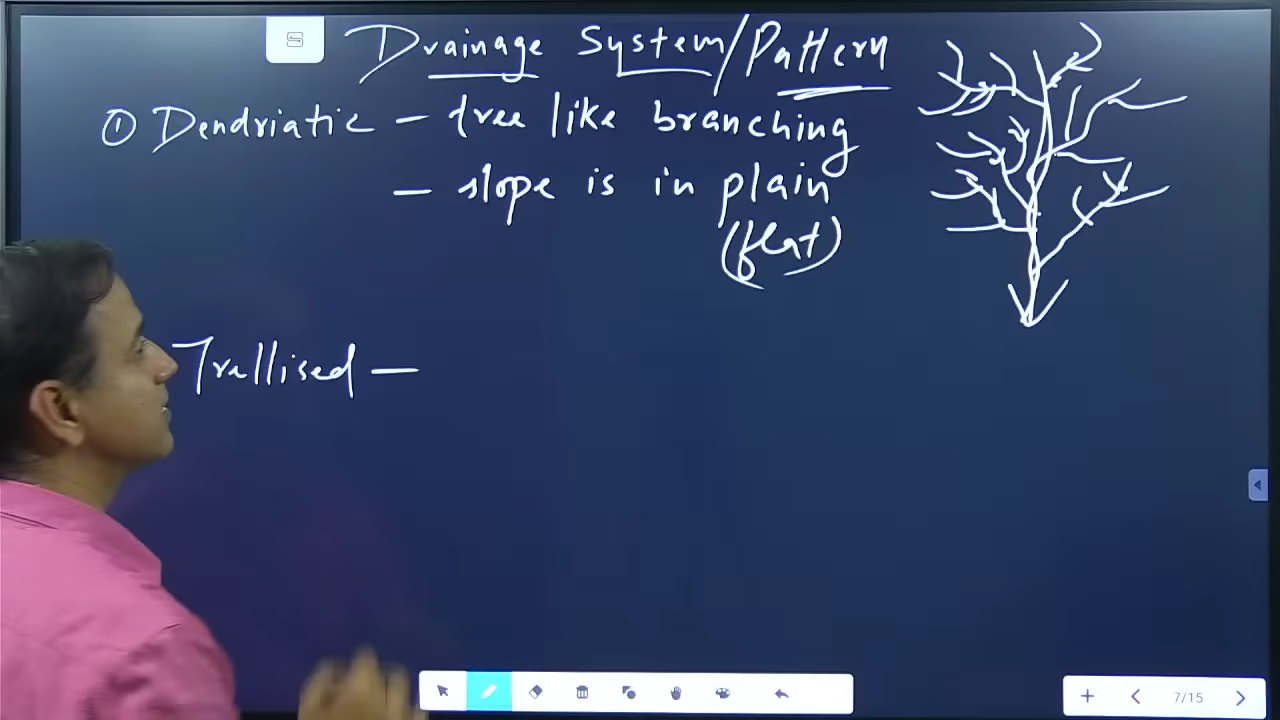 Drainage System/Pattern
① Dendriatic – tree like branching
– slope is in plain
(flat)
Trellised –
7/15